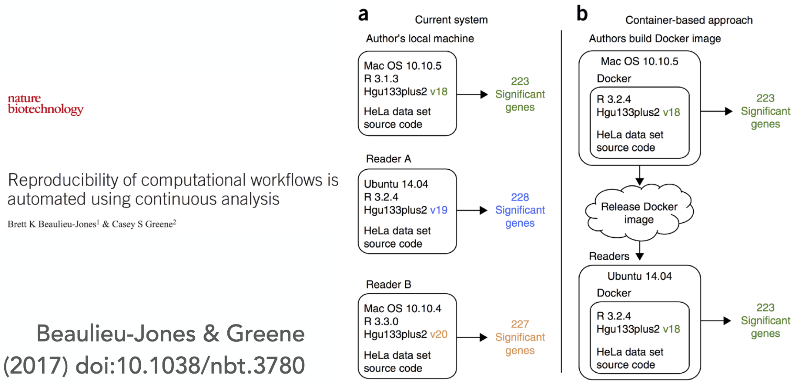 nature
biotechnology
Reproducibility of computational workflows is
automated using continuous analysis
Brett K Beaulieu-Jones1 & Casey S Greene2
Beaulieu-Jones & Greene
(2017) doi:10.1038/nbt.3780
a
Current system
Author's local machine
Mac OS 10.10.5
R 3.1.3
Hgu133plus2 v18
HeLa data set
source code
223
Significant
genes
Reader A
Ubuntu 14.04
R 3.2.4
Hgu133plus2 v19
HeLa data set
source code
228
Significant
genes
Reader B
Mac OS 10.10.4
R 3.3.0
Hgu133plus2 v20
HeLa data set
source code
227
Significant
genes
b
Container-based approach
Authors build Docker image
Mac OS 10.10.5
Docker
R 3.2.4
Hgu133plus2 v18
HeLa data set
source code
223
Significant
genes
Release Docker
image
Readers
Ubuntu 14.04
Docker
R 3.2.4
Hgu133plus2 v18
HeLa data set
source code
223
Significant
genes